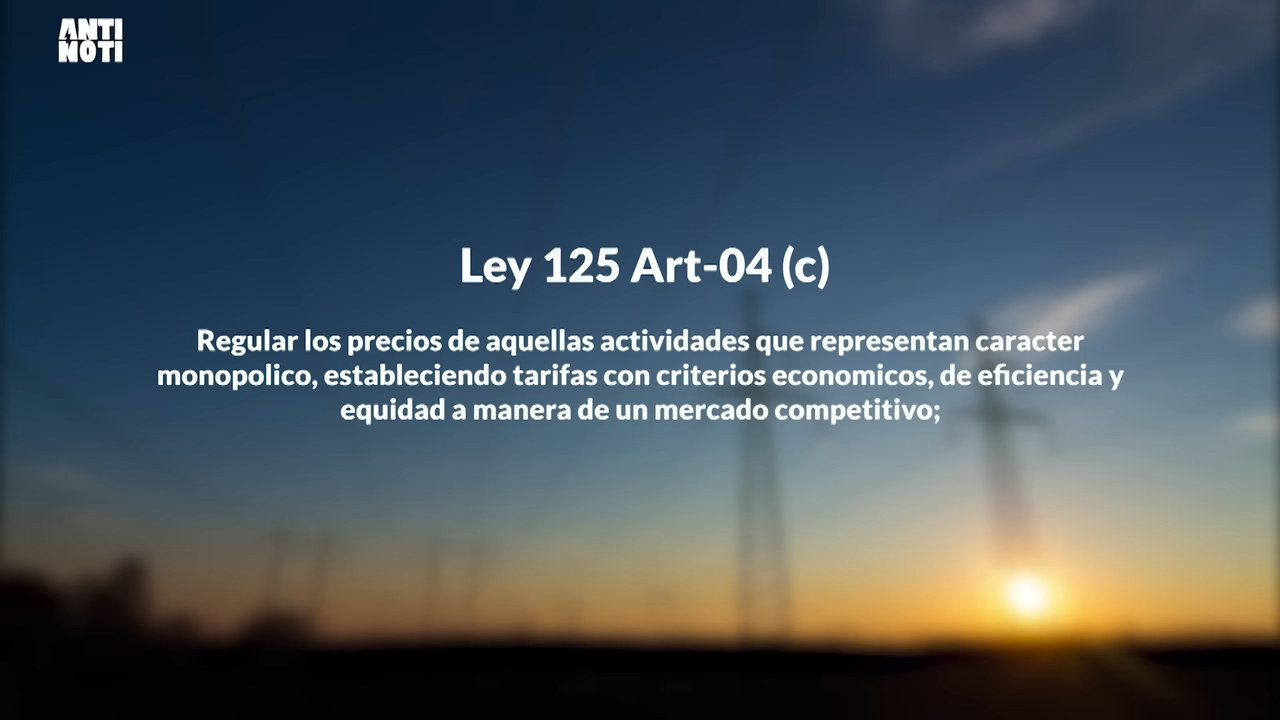 ANTI
NOTI
Ley 125 Art-04 (c)
Regular los precios de aquellas actividades que representan caracter
monopolico, estableciendo tarifas con criterios economicos, de eficiencia y
equidad a manera de un mercado competitivo;